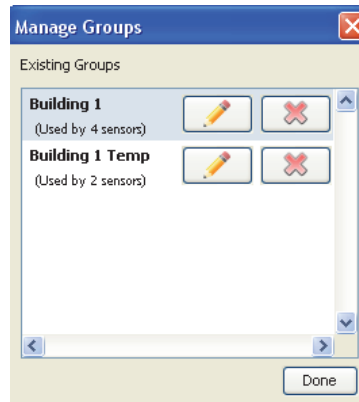 Manage Groups
Existing Groups
Building 1
(Used by 4 sensors)
Building 1 Temp
(Used by 2 sensors)
Done